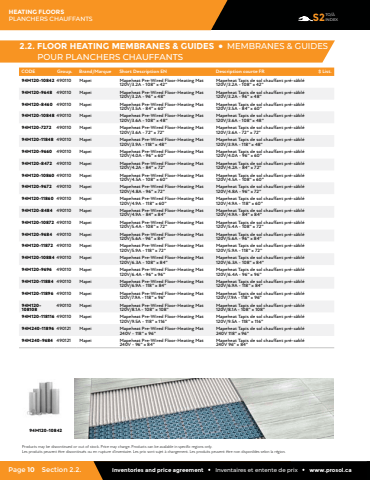 HEATING FLOORS
PLANCHERS CHAUFFANTS
S2 TOUS
INDEX
2.2. FLOOR HEATING MEMBRANES & GUIDES • MEMBRANES & GUIDES
POUR PLANCHERS CHAUFFANTS
CODE Group. Brand/Marque Short Description EN Description courte FR $ List.
94M120-10842 490110 Mapei Mapeheat Pre-Wired Floor-Heating Mat Mapeheat Tapis de sol chauffant pré-câblé
120V/3.2A - 108" x 42" 120V/3.2A - 108" x 42"
94M120-9648 490110 Mapei Mapeheat Pre-Wired Floor-Heating Mat Mapeheat Tapis de sol chauffant pré-câblé
120V/3.2A - 96" x 48" 120V/3.2A - 96" x 48"
94M120-8460 490110 Mapei Mapeheat Pre-Wired Floor-Heating Mat Mapeheat Tapis de sol chauffant pré-câblé
120V/3.5A - 84" x 60" 120V/3.5A - 84" x 60"
94M120-10848 490110 Mapei Mapeheat Pre-Wired Floor-Heating Mat Mapeheat Tapis de sol chauffant pré-câblé
120V/3.6A - 108" x 48" 120V/3.6A - 108" x 48"
94M120-7272 490110 Mapei Mapeheat Pre-Wired Floor-Heating Mat Mapeheat Tapis de sol chauffant pré-câblé
120V/3.6A - 72" x 72" 120V/3.6A - 72" x 72"
94M120-11848 490110 Mapei Mapeheat Pre-Wired Floor-Heating Mat Mapeheat Tapis de sol chauffant pré-câblé
120V/3.9A - 118" x 48" 120V/3.9A - 118" x 48"
94M120-9660 490110 Mapei Mapeheat Pre-Wired Floor-Heating Mat Mapeheat Tapis de sol chauffant pré-câblé
120V/4.0A - 96" x 60" 120V/4.0A - 96" x 60"
94M120-8472 490110 Mapei Mapeheat Pre-Wired Floor-Heating Mat Mapeheat Tapis de sol chauffant pré-câblé
120V/4.2A - 84" x 72" 120V/4.2A - 84" x 72"
94M120-10860 490110 Mapei Mapeheat Pre-Wired Floor-Heating Mat Mapeheat Tapis de sol chauffant pré-câblé
120V/4.5A - 108" x 60" 120V/4.5A - 108" x 60"
94M120-9672 490110 Mapei Mapeheat Pre-Wired Floor-Heating Mat Mapeheat Tapis de sol chauffant pré-câblé
120V/4.8A - 96" x 72" 120V/4.8A - 96" x 72"
94M120-11860 490110 Mapei Mapeheat Pre-Wired Floor-Heating Mat Mapeheat Tapis de sol chauffant pré-câblé
120V/4.9A - 118" x 60" 120V/4.9A - 118" x 60"
94M120-8484 490110 Mapei Mapeheat Pre-Wired Floor-Heating Mat Mapeheat Tapis de sol chauffant pré-câblé
120V/4.9A - 84" x 84" 120V/4.9A - 84" x 84"
94M120-10872 490110 Mapei Mapeheat Pre-Wired Floor-Heating Mat Mapeheat Tapis de sol chauffant pré-câblé
120V/5.4A - 108" x 72" 120V/5.4A - 108" x 72"
94M120-9684 490110 Mapei Mapeheat Pre-Wired Floor-Heating Mat Mapeheat Tapis de sol chauffant pré-câblé
120V/5.6A - 96" x 84" 120V/5.6A - 96" x 84"
94M120-11872 490110 Mapei Mapeheat Pre-Wired Floor-Heating Mat Mapeheat Tapis de sol chauffant pré-câblé
120V/5.9A - 118" x 72" 120V/5.9A - 118" x 72"
94M120-10884 490110 Mapei Mapeheat Pre-Wired Floor-Heating Mat Mapeheat Tapis de sol chauffant pré-câblé
120V/6.3A - 108" x 84" 120V/6.3A - 108" x 84"
94M120-9696 490110 Mapei Mapeheat Pre-Wired Floor-Heating Mat Mapeheat Tapis de sol chauffant pré-câblé
120V/6.4A - 96" x 96" 120V/6.4A - 96" x 96"
94M120-11884 490110 Mapei Mapeheat Pre-Wired Floor-Heating Mat Mapeheat Tapis de sol chauffant pré-câblé
120V/6.9A - 118" x 84" 120V/6.9A - 118" x 84"
94M120-11896 490110 Mapei Mapeheat Pre-Wired Floor-Heating Mat Mapeheat Tapis de sol chauffant pré-câblé
120V/7.9A - 118" x 96" 120V/7.9A - 118" x 96"
94M120- 490110 Mapei Mapeheat Pre-Wired Floor-Heating Mat Mapeheat Tapis de sol chauffant pré-câblé
108108 120V/8.1A - 108" x 108" 120V/8.1A - 108" x 108"
94M120-118116 490110 Mapei Mapeheat Pre-Wired Floor-Heating Mat Mapeheat Tapis de sol chauffant pré-câblé
120V/9.5A - 118" x 116" 120V/9.5A - 118" x 116"
94M240-11896 490121 Mapei Mapeheat Pre-Wired Floor-Heating Mat Mapeheat Tapis de sol chauffant pré-câblé
240V - 118" x 96" 240V 118" x 96"
94M240-9684 490121 Mapei Mapeheat Pre-Wired Floor-Heating Mat Mapeheat Tapis de sol chauffant pré-câblé
240V - 96" x 84" 240V 96" x 84"
94M120-10842
Products may be discontinued or out of stock. Price may change. Products can be available in specific regions only.
Les produits peuvent être discontinués ou en rupture d'inventaire. Les prix sont sujet à changement. Les produits peuvent être non disponibles selon la région.
Page 10 Section 2.2. Inventories and price agreement • Inventaires et entente de prix • www.prosol.ca